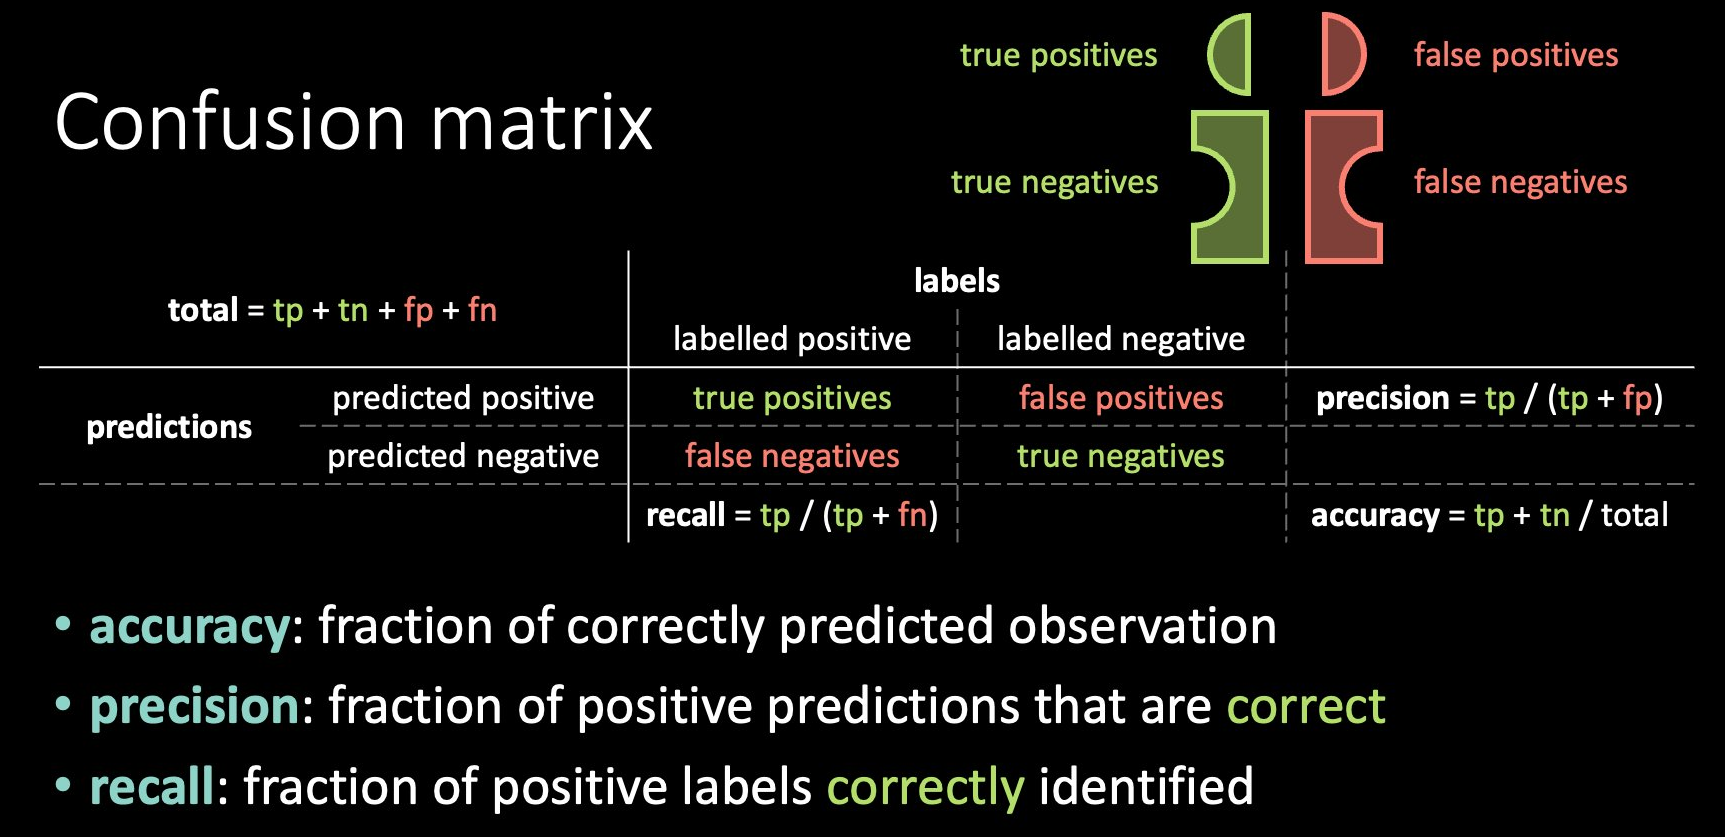 true positives
false positives
Confusion matrix
true negatives
false negatives
labels
total = tp + tn + fp + fn
labelled positive
labelled negative
predictions
predicted positive
true positives
false positives
precision = tp / (tp + fp)
predicted negative
false negatives
true negatives
recall = tp / (tp + fn)
accuracy = tp + tn / total
• accuracy: fraction of correctly predicted observation
• precision: fraction of positive predictions that are correct
• recall: fraction of positive labels correctly identified